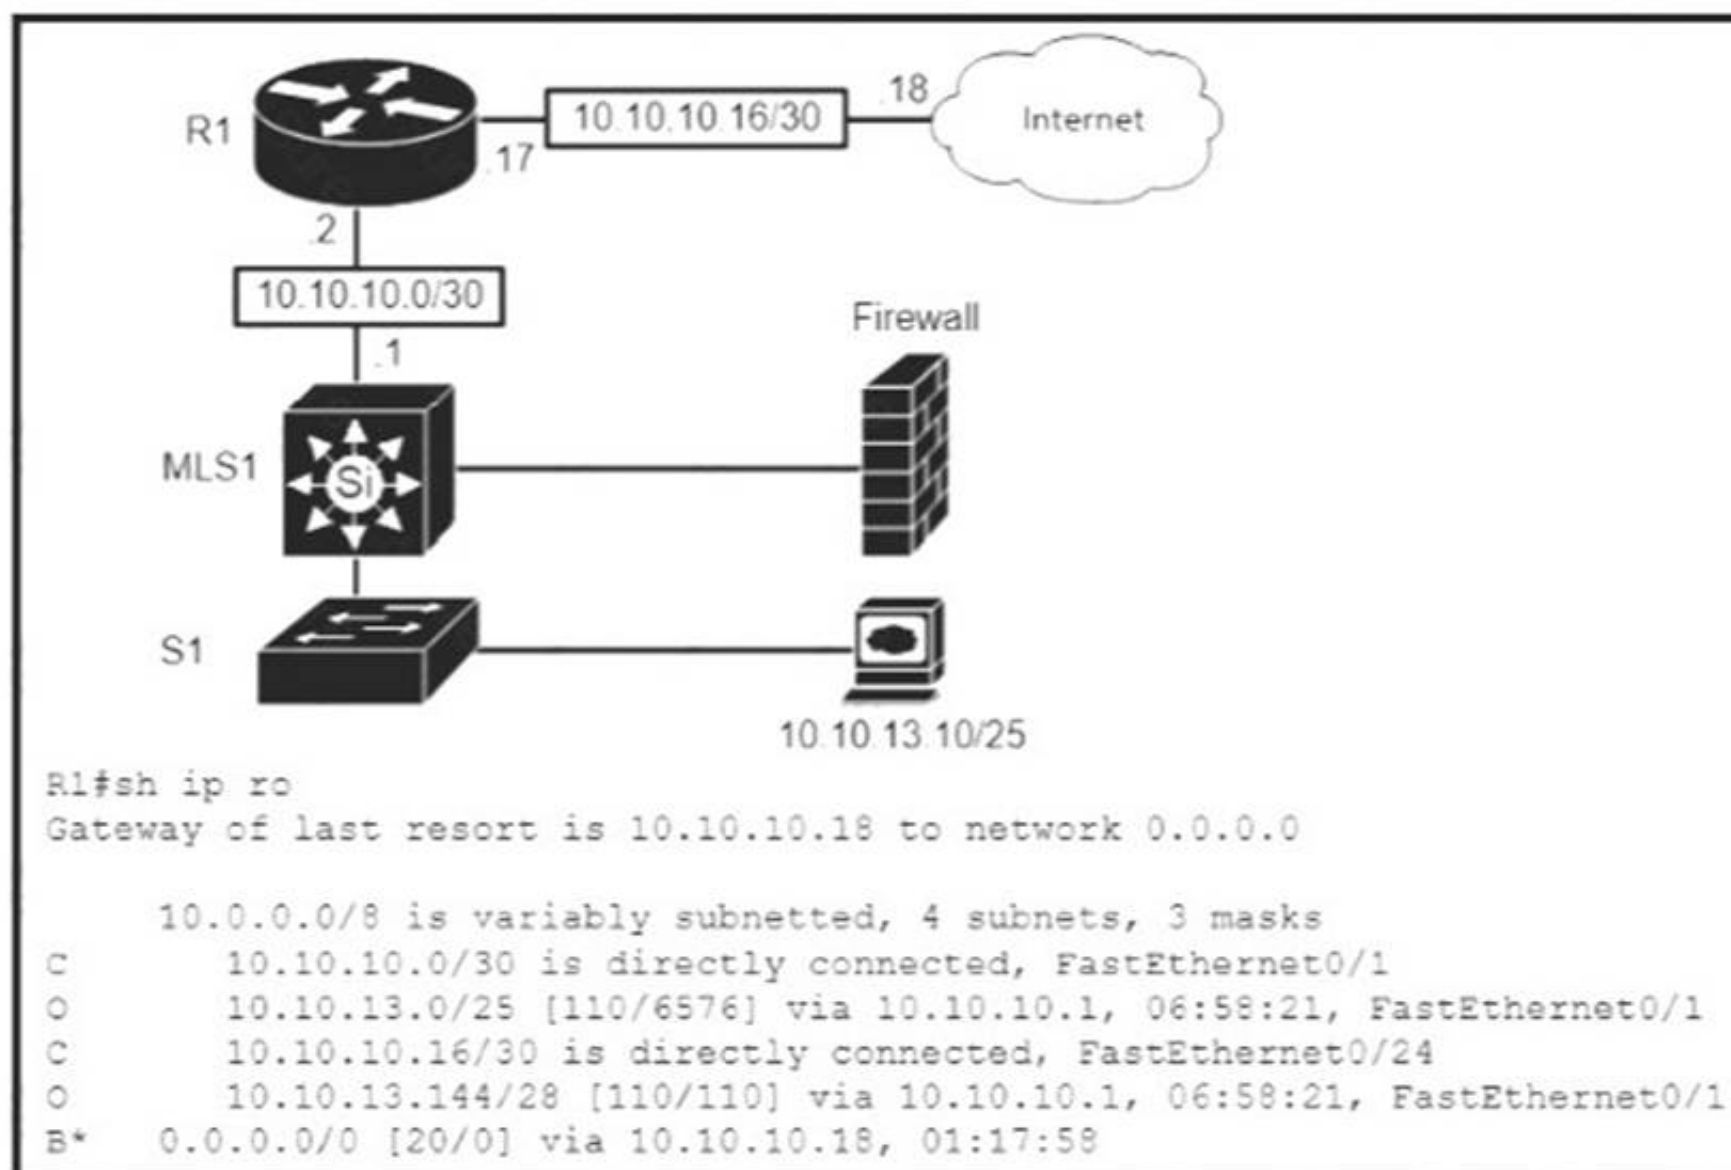 R1
10.10.10.16/30
.18
Internet
.17
.2
10.10.10.0/30
.1
Firewall
MLS1
Si
S1
10.10.13.10/25
R1#sh ip ro
Gateway of last resort is 10.10.10.18 to network 0.0.0.0
10.0.0.0/8 is variably subnetted, 4 subnets, 3 masks
C 10.10.10.0/30 is directly connected, FastEthernet0/1
O 10.10.13.0/25 [110/6576] via 10.10.10.1, 06:58:21, FastEthernet0/1
C 10.10.10.16/30 is directly connected, FastEthernet0/24
O 10.10.13.144/28 [110/110] via 10.10.10.1, 06:58:21, FastEthernet0/1
B* 0.0.0.0/0 [20/0] via 10.10.10.18, 01:17:58